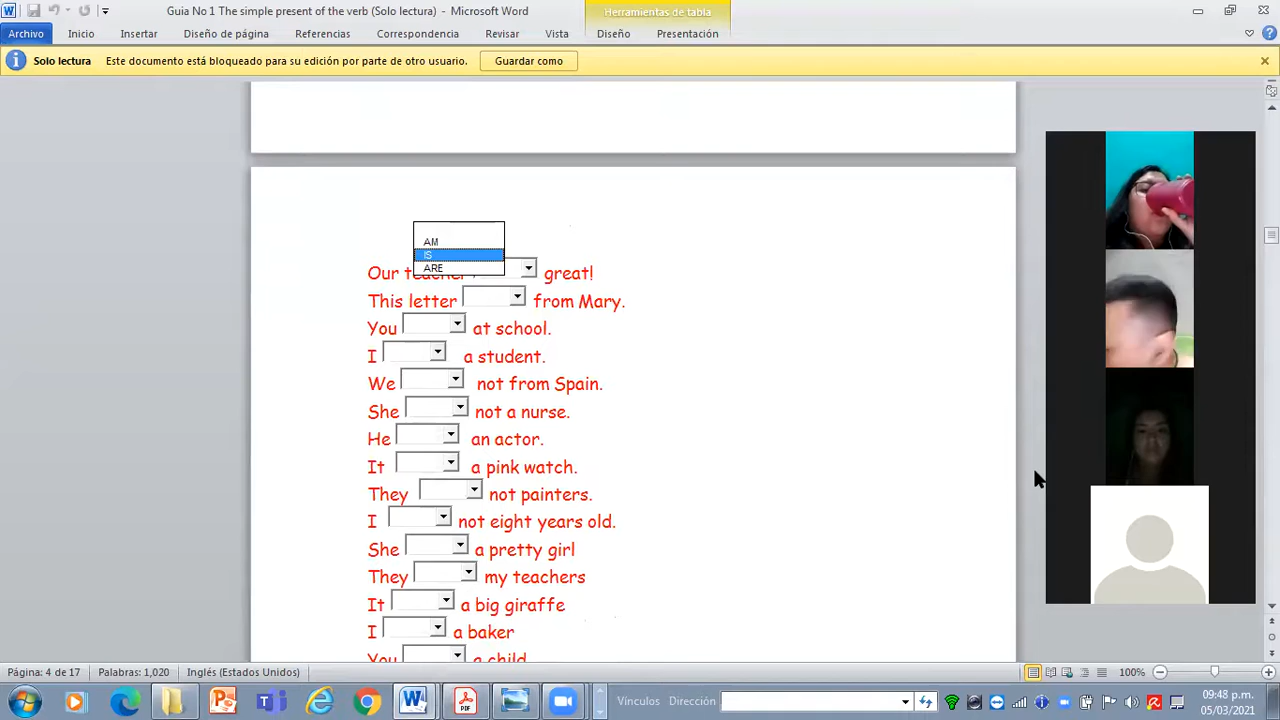 Guia No 1 The simple present of the verb (Solo lectura) - Microsoft Word
Herramientas de tabla
Archivo Inicio Insertar Diseño de página Referencias Correspondencia Revisar Vista Diseño Presentación
Solo lectura Este documento está bloqueado para su edición por parte de otro usuario. Guardar como
AM
IS
ARE
Our teacher great!
This letter from Mary.
You at school.
I a student.
We not from Spain.
She not a nurse.
He an actor.
It a pink watch.
They not painters.
I not eight years old.
She a pretty girl
They my teachers
It a big giraffe
I a baker
You a child
Página: 4 de 17 Palabras: 1,020 Inglés (Estados Unidos) 100%
Vínculos Dirección
09:48 p.m.
05/03/2021